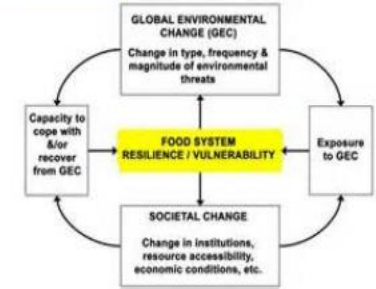 GLOBAL ENVIRONMENTAL
CHANGE (GEC)
Change in type, frequency &
magnitude of environmental
threats
Capacity to
cope with
&/or
recover
from GEC
FOOD SYSTEM
RESILIENCE / VULNERABILITY
Exposure
to GEC
SOCIETAL CHANGE
Change in institutions,
resource accessibility,
economic conditions, etc.